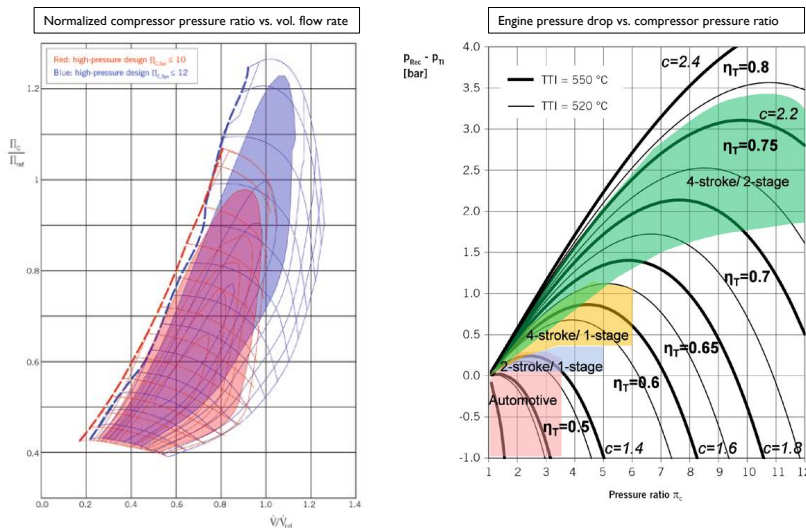 Normalized compressor pressure ratio vs. vol. flow rate
Red: high-pressure design Π_C,max ≤ 10
Blue: high-pressure design Π_C,max ≤ 12
Π_C
Π_ref
1.2
1
0.8
0.6
0.4
0.0
0.2
0.4
0.6
0.8
1.0
1.2
1.4
V̇/V̇_ref
Engine pressure drop vs. compressor pressure ratio
p_Rec - p_TI
[bar]
TTI = 550 °C
TTI = 520 °C
4.0
3.5
3.0
2.5
2.0
1.5
1.0
0.5
0.0
-0.5
-1.0
c=2.4
η_T=0.8
c=2.2
η_T=0.75
4-stroke/ 2-stage
η_T=0.7
4-stroke/ 1-stage
η_T=0.65
2-stroke/ 1-stage
η_T=0.6
Automotive
η_T=0.5
c=1.4
c=1.6
c=1.8
1 2 3 4 5 6 7 8 9 10 11 12
Pressure ratio π_c